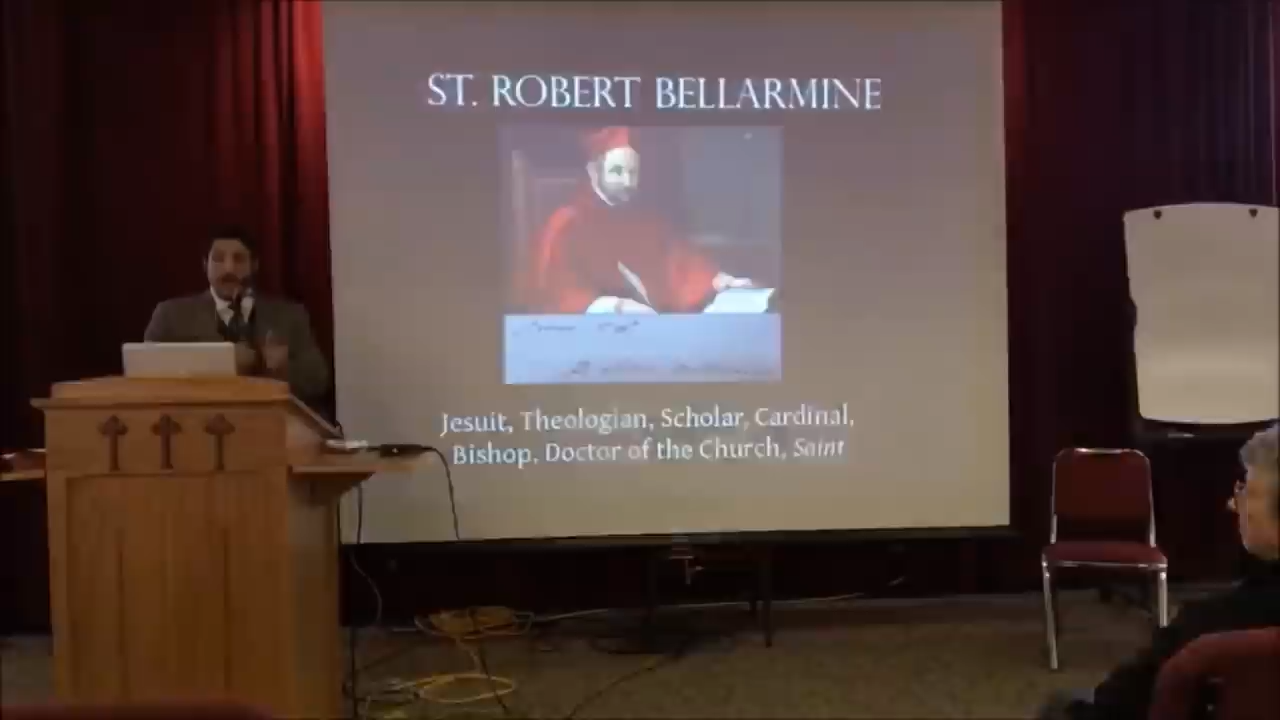 ST. ROBERT BELLARMINE
Jesuit, Theologian, Scholar, Cardinal,
Bishop, Doctor of the Church, Saint